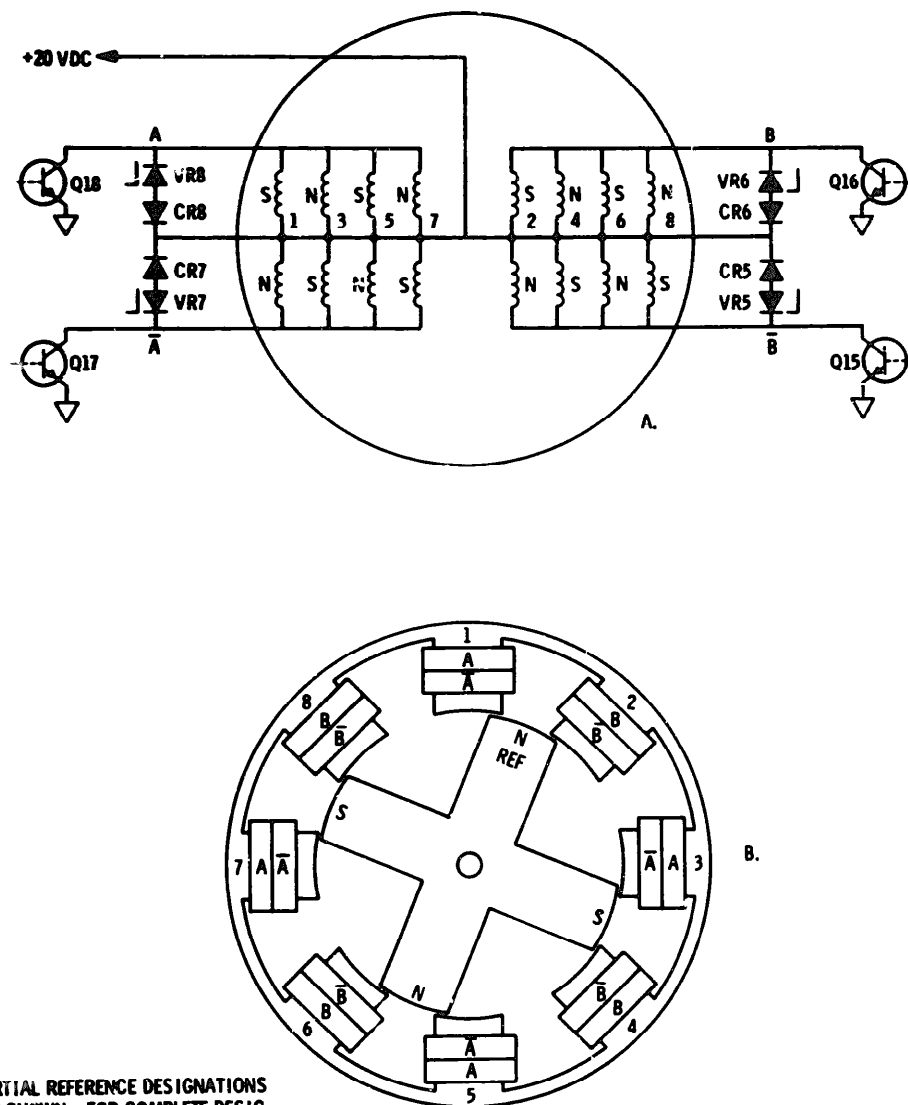 +20 VDC
A B
Q18 VR8 S N S N S N S N VR6 Q16
CR8 1 3 5 7 2 4 6 8 CR6
CR7 N S N S N S N S CR5
VR7 VR5
Q17 A̅ B̅ Q15
A.
1
A
A̅
8 2
B B̅ B̅ B
N
REF
S
7 A A̅ A̅ A 3 B.
S
N
B̅ B̅
B B
6 4
A̅
A
5
RTIAL REFERENCE DESIGNATIONS